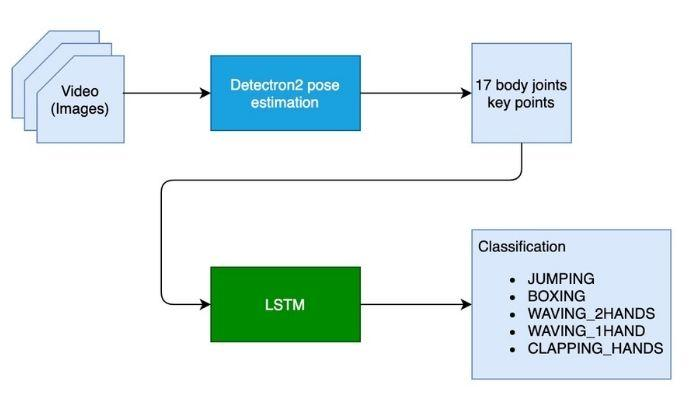 Video
(Images)
Detectron2 pose
estimation
17 body joints
key points
LSTM
Classification
• JUMPING
• BOXING
• WAVING_2HANDS
• WAVING_1HAND
• CLAPPING_HANDS